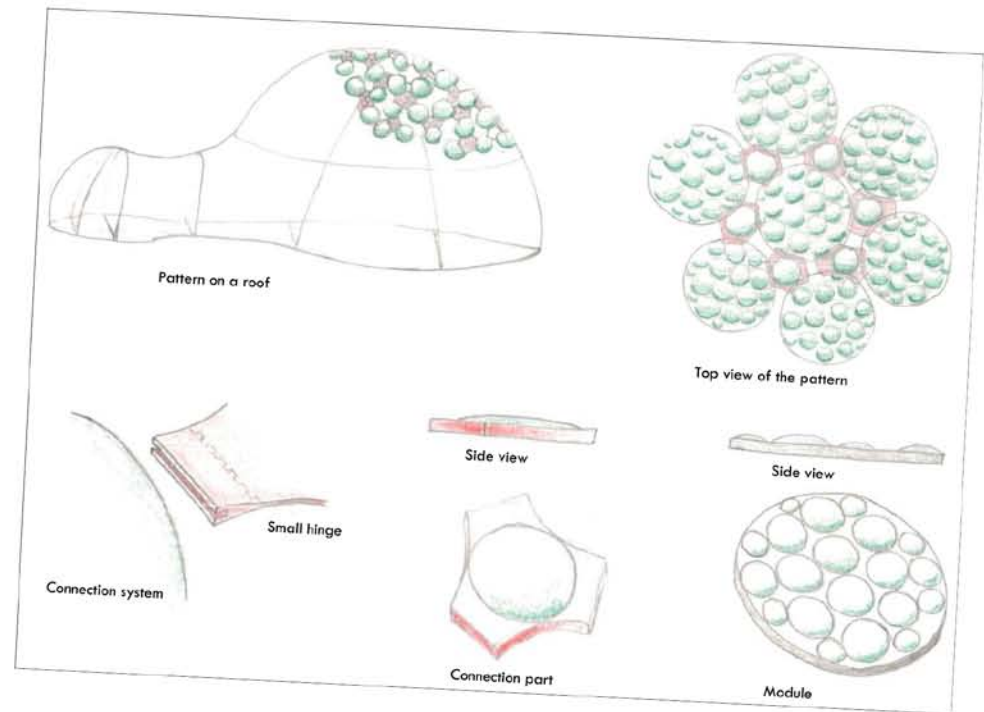 Pattern on a roof
Top view of the pattern
Side view
Side view
Small hinge
Connection system
Connection part
Module